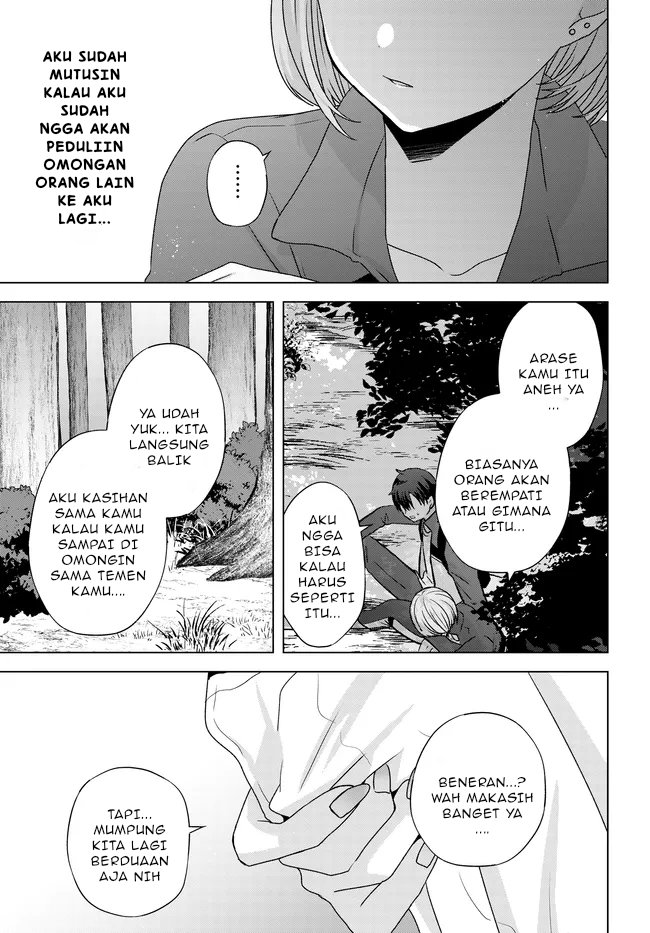 AKU SUDAH
MUTUSIN
KALAU AKU
SUDAH
NGGA AKAN
PEDULIIN
OMONGAN
ORANG LAIN
KE AKU
LAGI...
......
ARASE
KAMU ITU
ANEH YA
...
BIASANYA
ORANG AKAN
BEREMPATI
ATAU GIMANA
GITU...
AKU
NGGA
BISA
KALAU
HARUS
SEPERTI
ITU...
YA UDAH
YUK... KITA
LANGSUNG
BALIK
AKU KASIHAN
SAMA KAMU
KALAU KAMU
SAMPAI DI
OMONGIN
SAMA TEMEN
KAMU....
BENERAN...?
WAH MAKASIH
BANGET YA
....
TAPI...
MUMPUNG
KITA LAGI
BERDUAAN
AJA NIH